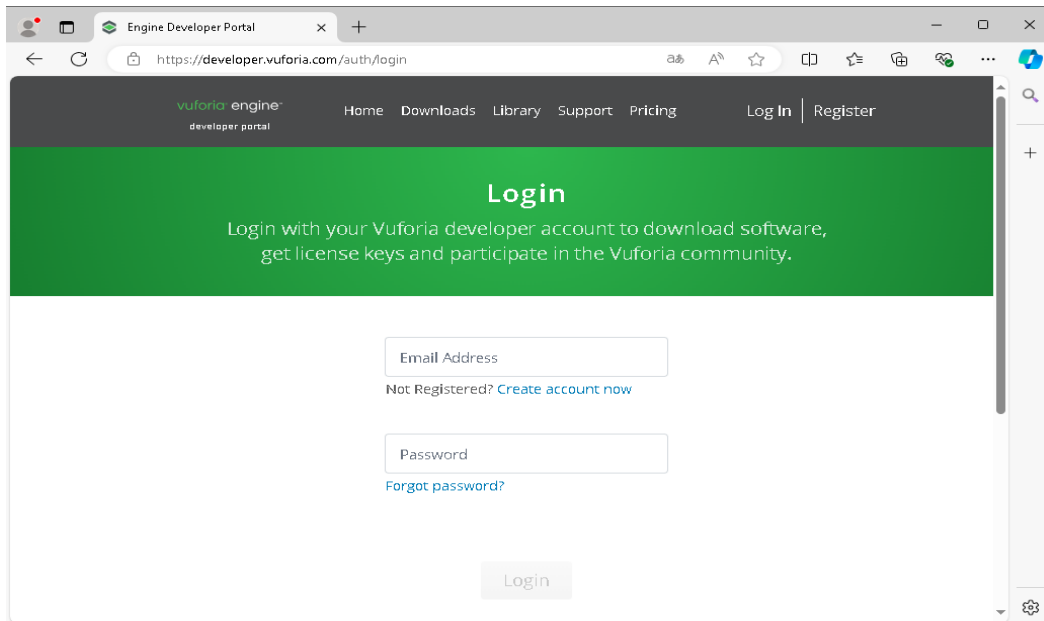 Engine Developer Portal
https://developer.vuforia.com/auth/login
vuforia engine
developer portal
Home Downloads Library Support Pricing Log In Register
Login
Login with your Vuforia developer account to download software,
get license keys and participate in the Vuforia community.
Email Address
Not Registered? Create account now
Password
Forgot password?
Login